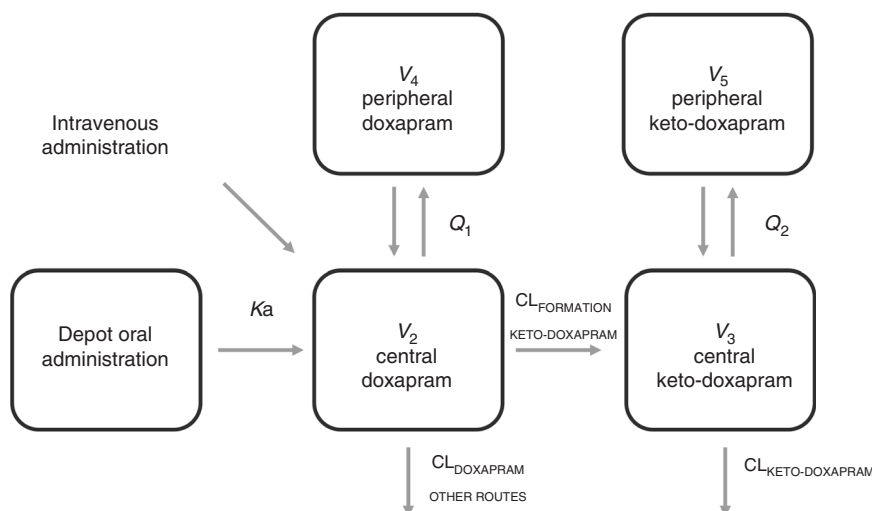 V4
peripheral
doxapram
V5
peripheral
keto-doxapram
Intravenous
administration
Q1
Q2
Depot oral
administration
Ka
V2
central
doxapram
CLFORMATION
KETO-DOXAPRAM
V3
central
keto-doxapram
CLDOXAPRAM
OTHER ROUTES
CLKETO-DOXAPRAM